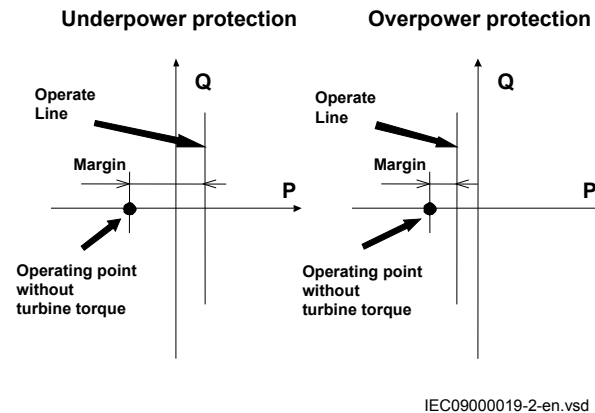 Underpower protection
Overpower protection
Q
Operate
Line
Margin
P
Operating point
without
turbine torque
Q
Operate
Line
Margin
P
Operating point
without
turbine torque
IEC09000019-2-en.vsd